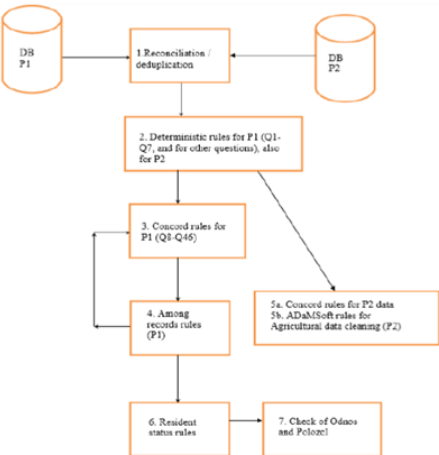 DB
P1
1.Reconciliation /
deduplication
DB
P2
2. Deterministic rules for P1 (Q1-
Q7, and for other questions), also
for P2
3. Concord rules for
P1 (Q8-Q46)
4. Among
records rules
(P1)
5a. Concord rules for P2 data
5b. ADaMSoft rules for
Agricultural data cleaning (P2)
6. Resident
status rules
7. Check of Odnos
and Polozel